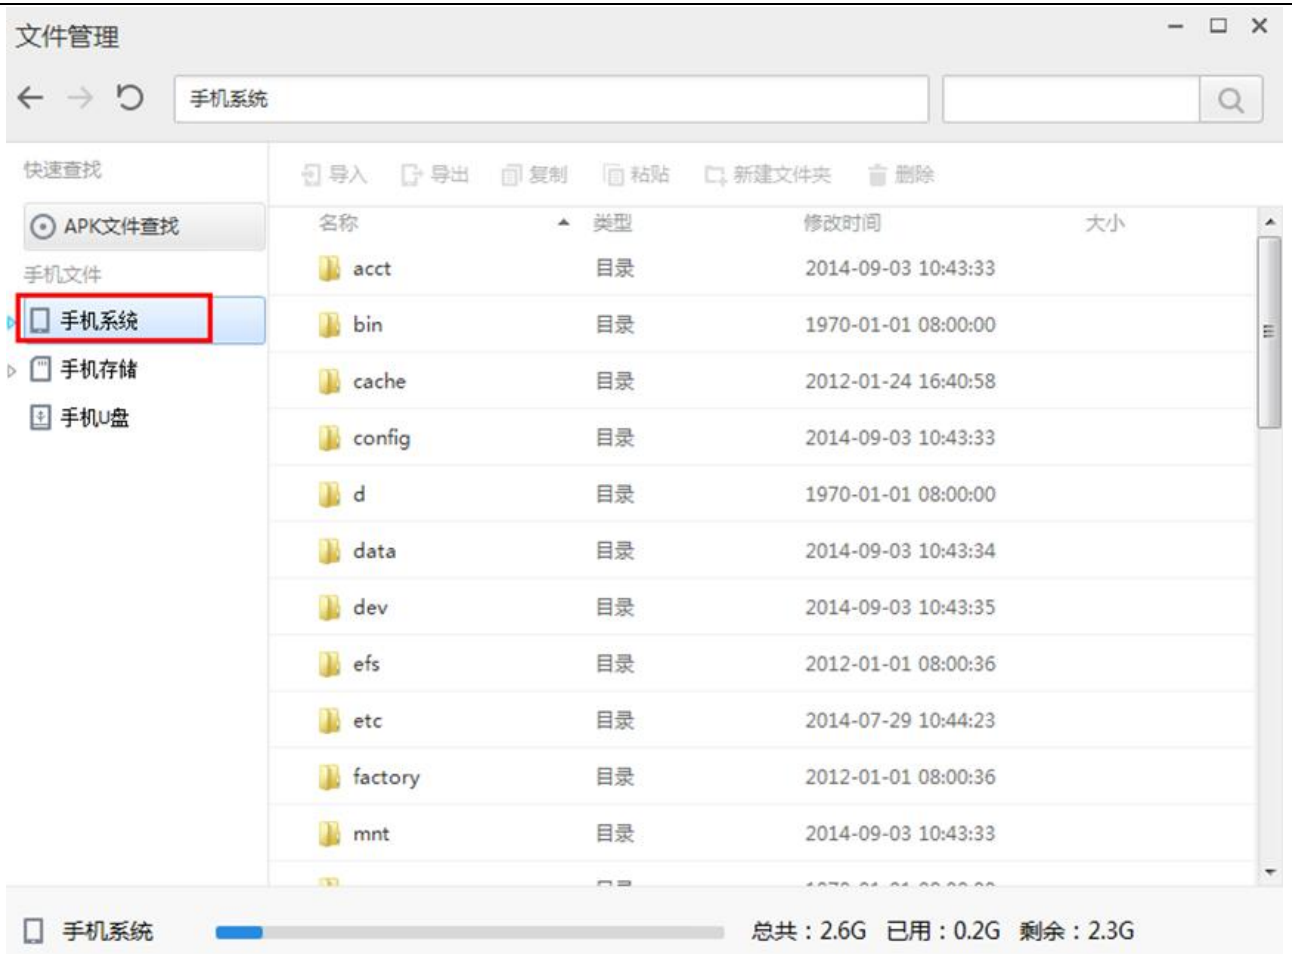 文件管理
手机系统
快速查找
导入 导出 复制 粘贴 新建文件夹 删除
APK文件查找
名称 类型 修改时间 大小
手机文件
acct 目录 2014-09-03 10:43:33
手机系统
bin 目录 1970-01-01 08:00:00
手机存储
cache 目录 2012-01-24 16:40:58
手机U盘
config 目录 2014-09-03 10:43:33
d 目录 1970-01-01 08:00:00
data 目录 2014-09-03 10:43:34
dev 目录 2014-09-03 10:43:35
efs 目录 2012-01-01 08:00:36
etc 目录 2014-07-29 10:44:23
factory 目录 2012-01-01 08:00:36
mnt 目录 2014-09-03 10:43:33
手机系统 总共：2.6G 已用：0.2G 剩余：2.3G